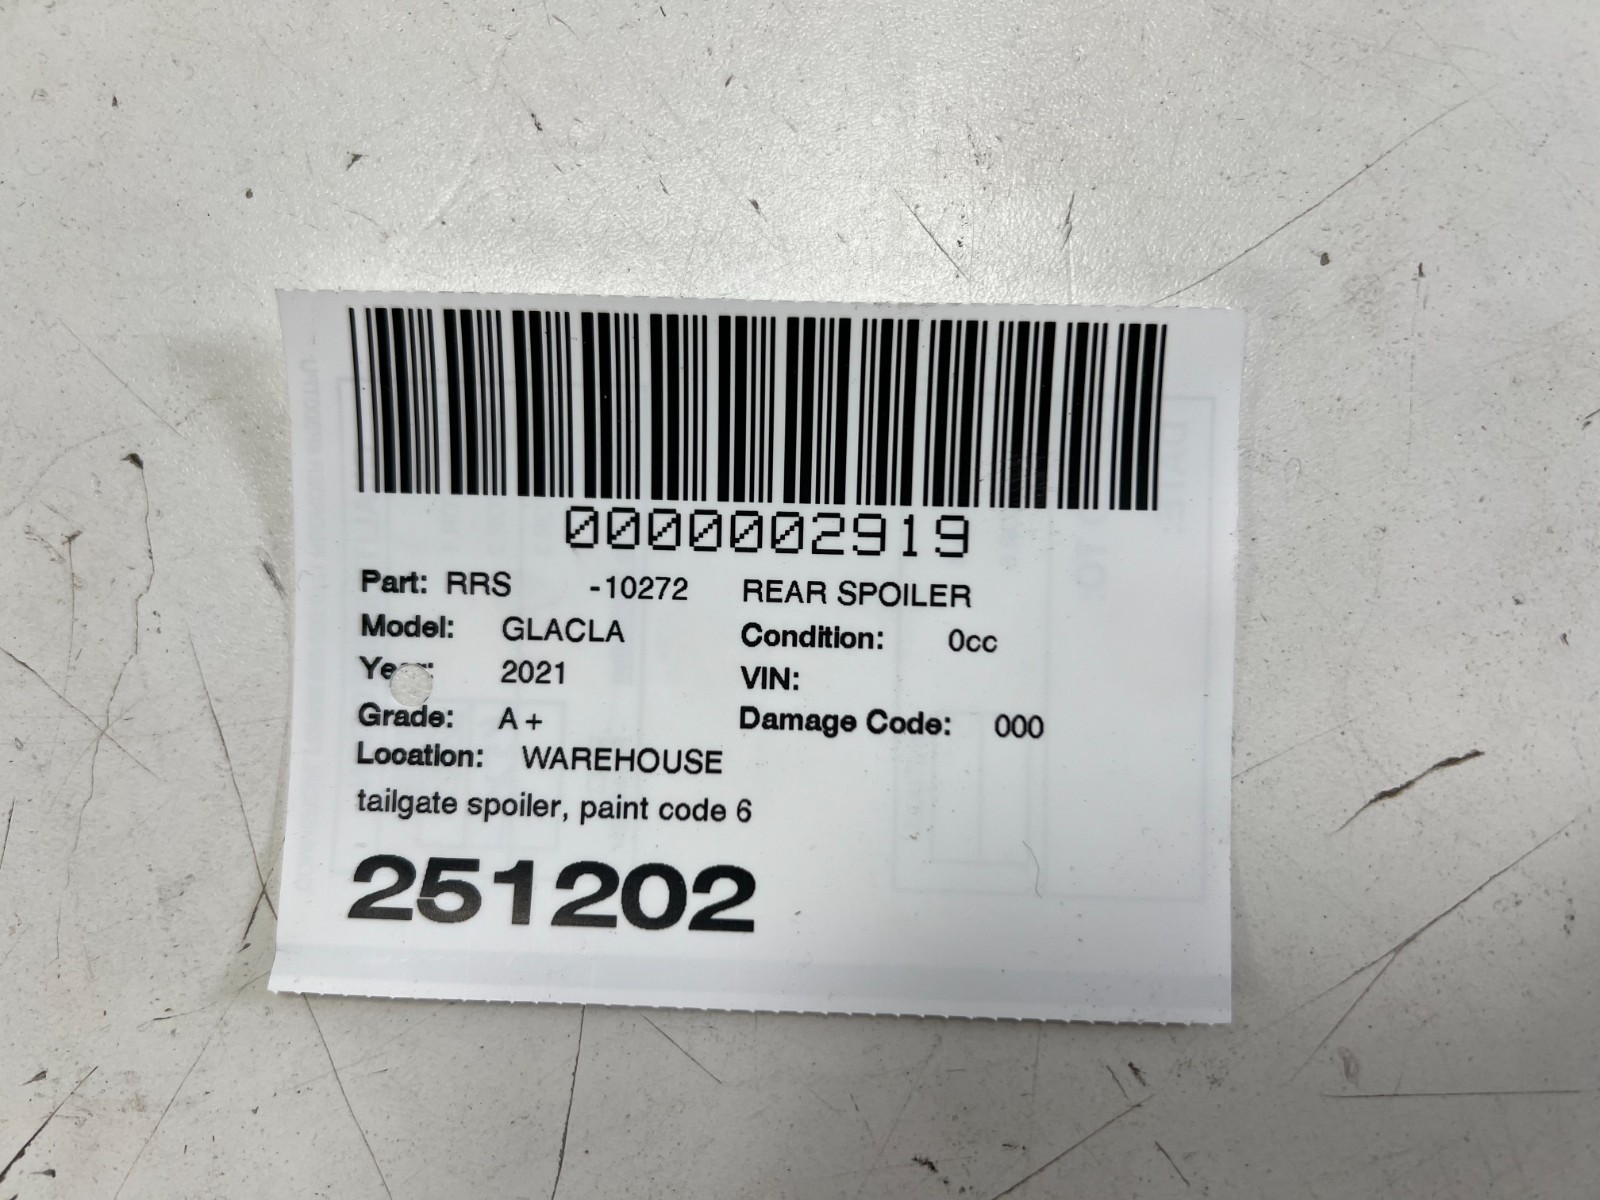 0000002919
Part: RRS -10272 REAR SPOILER
Model: GLACLA Condition: 0cc
Year: 2021 VIN:
Grade: A+ Damage Code: 000
Location: WAREHOUSE
tailgate spoiler, paint code 6
251202